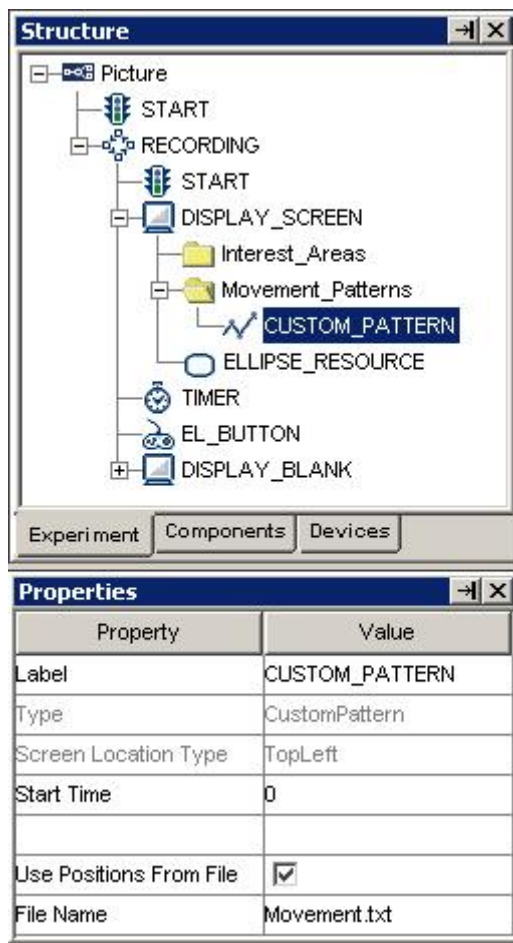 Structure
Picture
START
RECORDING
START
DISPLAY_SCREEN
Interest_Areas
Movement_Patterns
CUSTOM_PATTERN
ELLIPSE_RESOURCE
TIMER
EL_BUTTON
DISPLAY_BLANK
Experiment Components Devices
Properties
Property Value
Label CUSTOM_PATTERN
Type CustomPattern
Screen Location Type TopLeft
Start Time 0
Use Positions From File
File Name Movement.txt